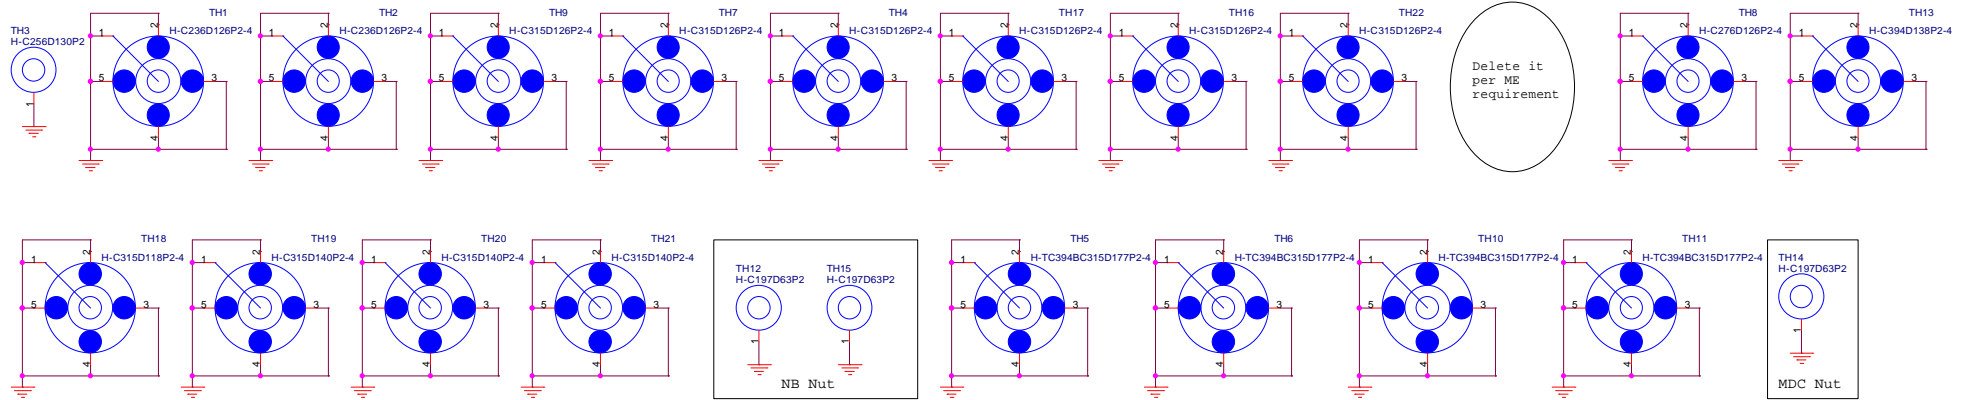 TH3
H-C256D130P2
1
TH1
H-C236D126P2-4
1
2
3
4
5
TH2
H-C236D126P2-4
1
2
3
4
5
TH9
H-C315D126P2-4
1
2
3
4
5
TH7
H-C315D126P2-4
1
2
3
4
5
TH4
H-C315D126P2-4
1
2
3
4
5
TH17
H-C315D126P2-4
1
2
3
4
5
TH16
H-C315D126P2-4
1
2
3
4
5
TH22
H-C315D126P2-4
1
2
3
4
5
Delete it
per ME
requirement
TH8
H-C276D126P2-4
1
2
3
4
5
TH13
H-C394D138P2-4
1
2
3
4
5
TH18
H-C315D118P2-4
1
2
3
4
5
TH19
H-C315D140P2-4
1
2
3
4
5
TH20
H-C315D140P2-4
1
2
3
4
5
TH21
H-C315D140P2-4
1
2
3
4
5
TH12
H-C197D63P2
1
TH15
H-C197D63P2
1
NB Nut
TH5
H-TC394BC315D177P2-4
1
2
3
4
5
TH6
H-TC394BC315D177P2-4
1
2
3
4
5
TH10
H-TC394BC315D177P2-4
1
2
3
4
5
TH11
H-TC394BC315D177P2-4
1
2
3
4
5
TH14
H-C197D63P2
1
MDC Nut